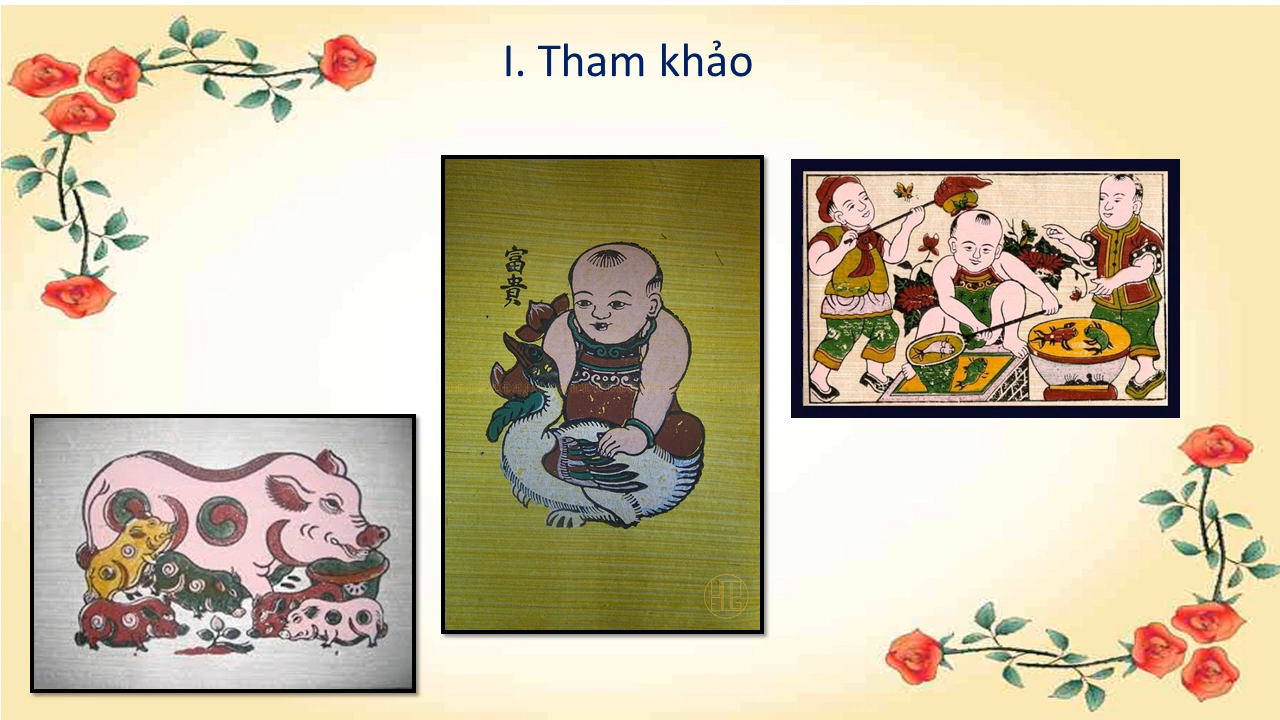 I. Tham khảo
富
貴